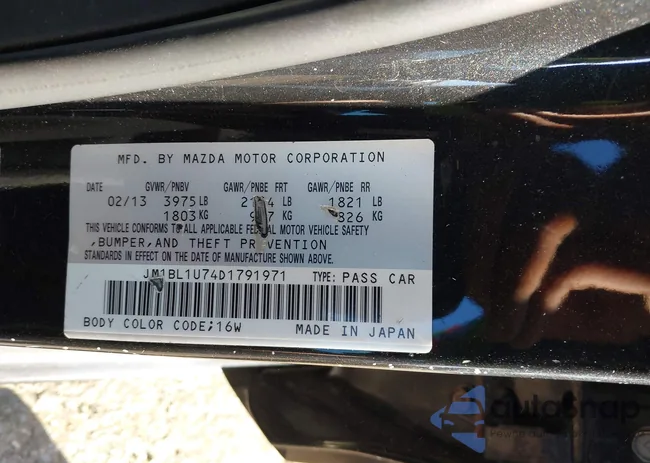 MFD. BY MAZDA MOTOR CORPORATION
DATE GVWR/PNBV GAWR/PNBE FRT GAWR/PNBE RR
02/13 3975 LB LB 1821 LB
1803 KG KG 826 KG
THIS VEHICLE CONFORMS TO ALL APPLICABLE FEDERAL MOTOR VEHICLE SAFETY
,BUMPER,AND THEFT PREVENTION
STANDARDS IN EFFECT ON THE DATE OF MANUFACTURE SHOWN ABOVE.
JM1BL1U74D1791971 TYPE: PASS CAR
BODY COLOR CODE;16W MADE IN JAPAN
autoSnap